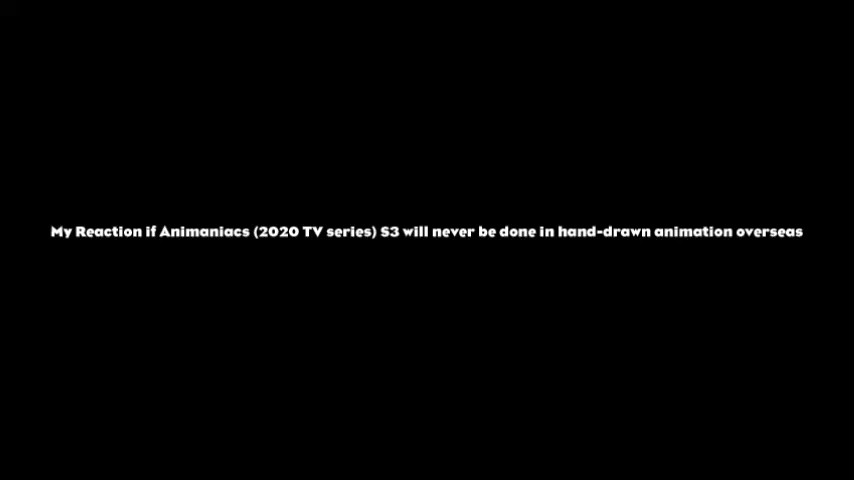 My Reaction if Animaniacs (2020 TV series) S3 will never be done in hand-drawn animation overseas